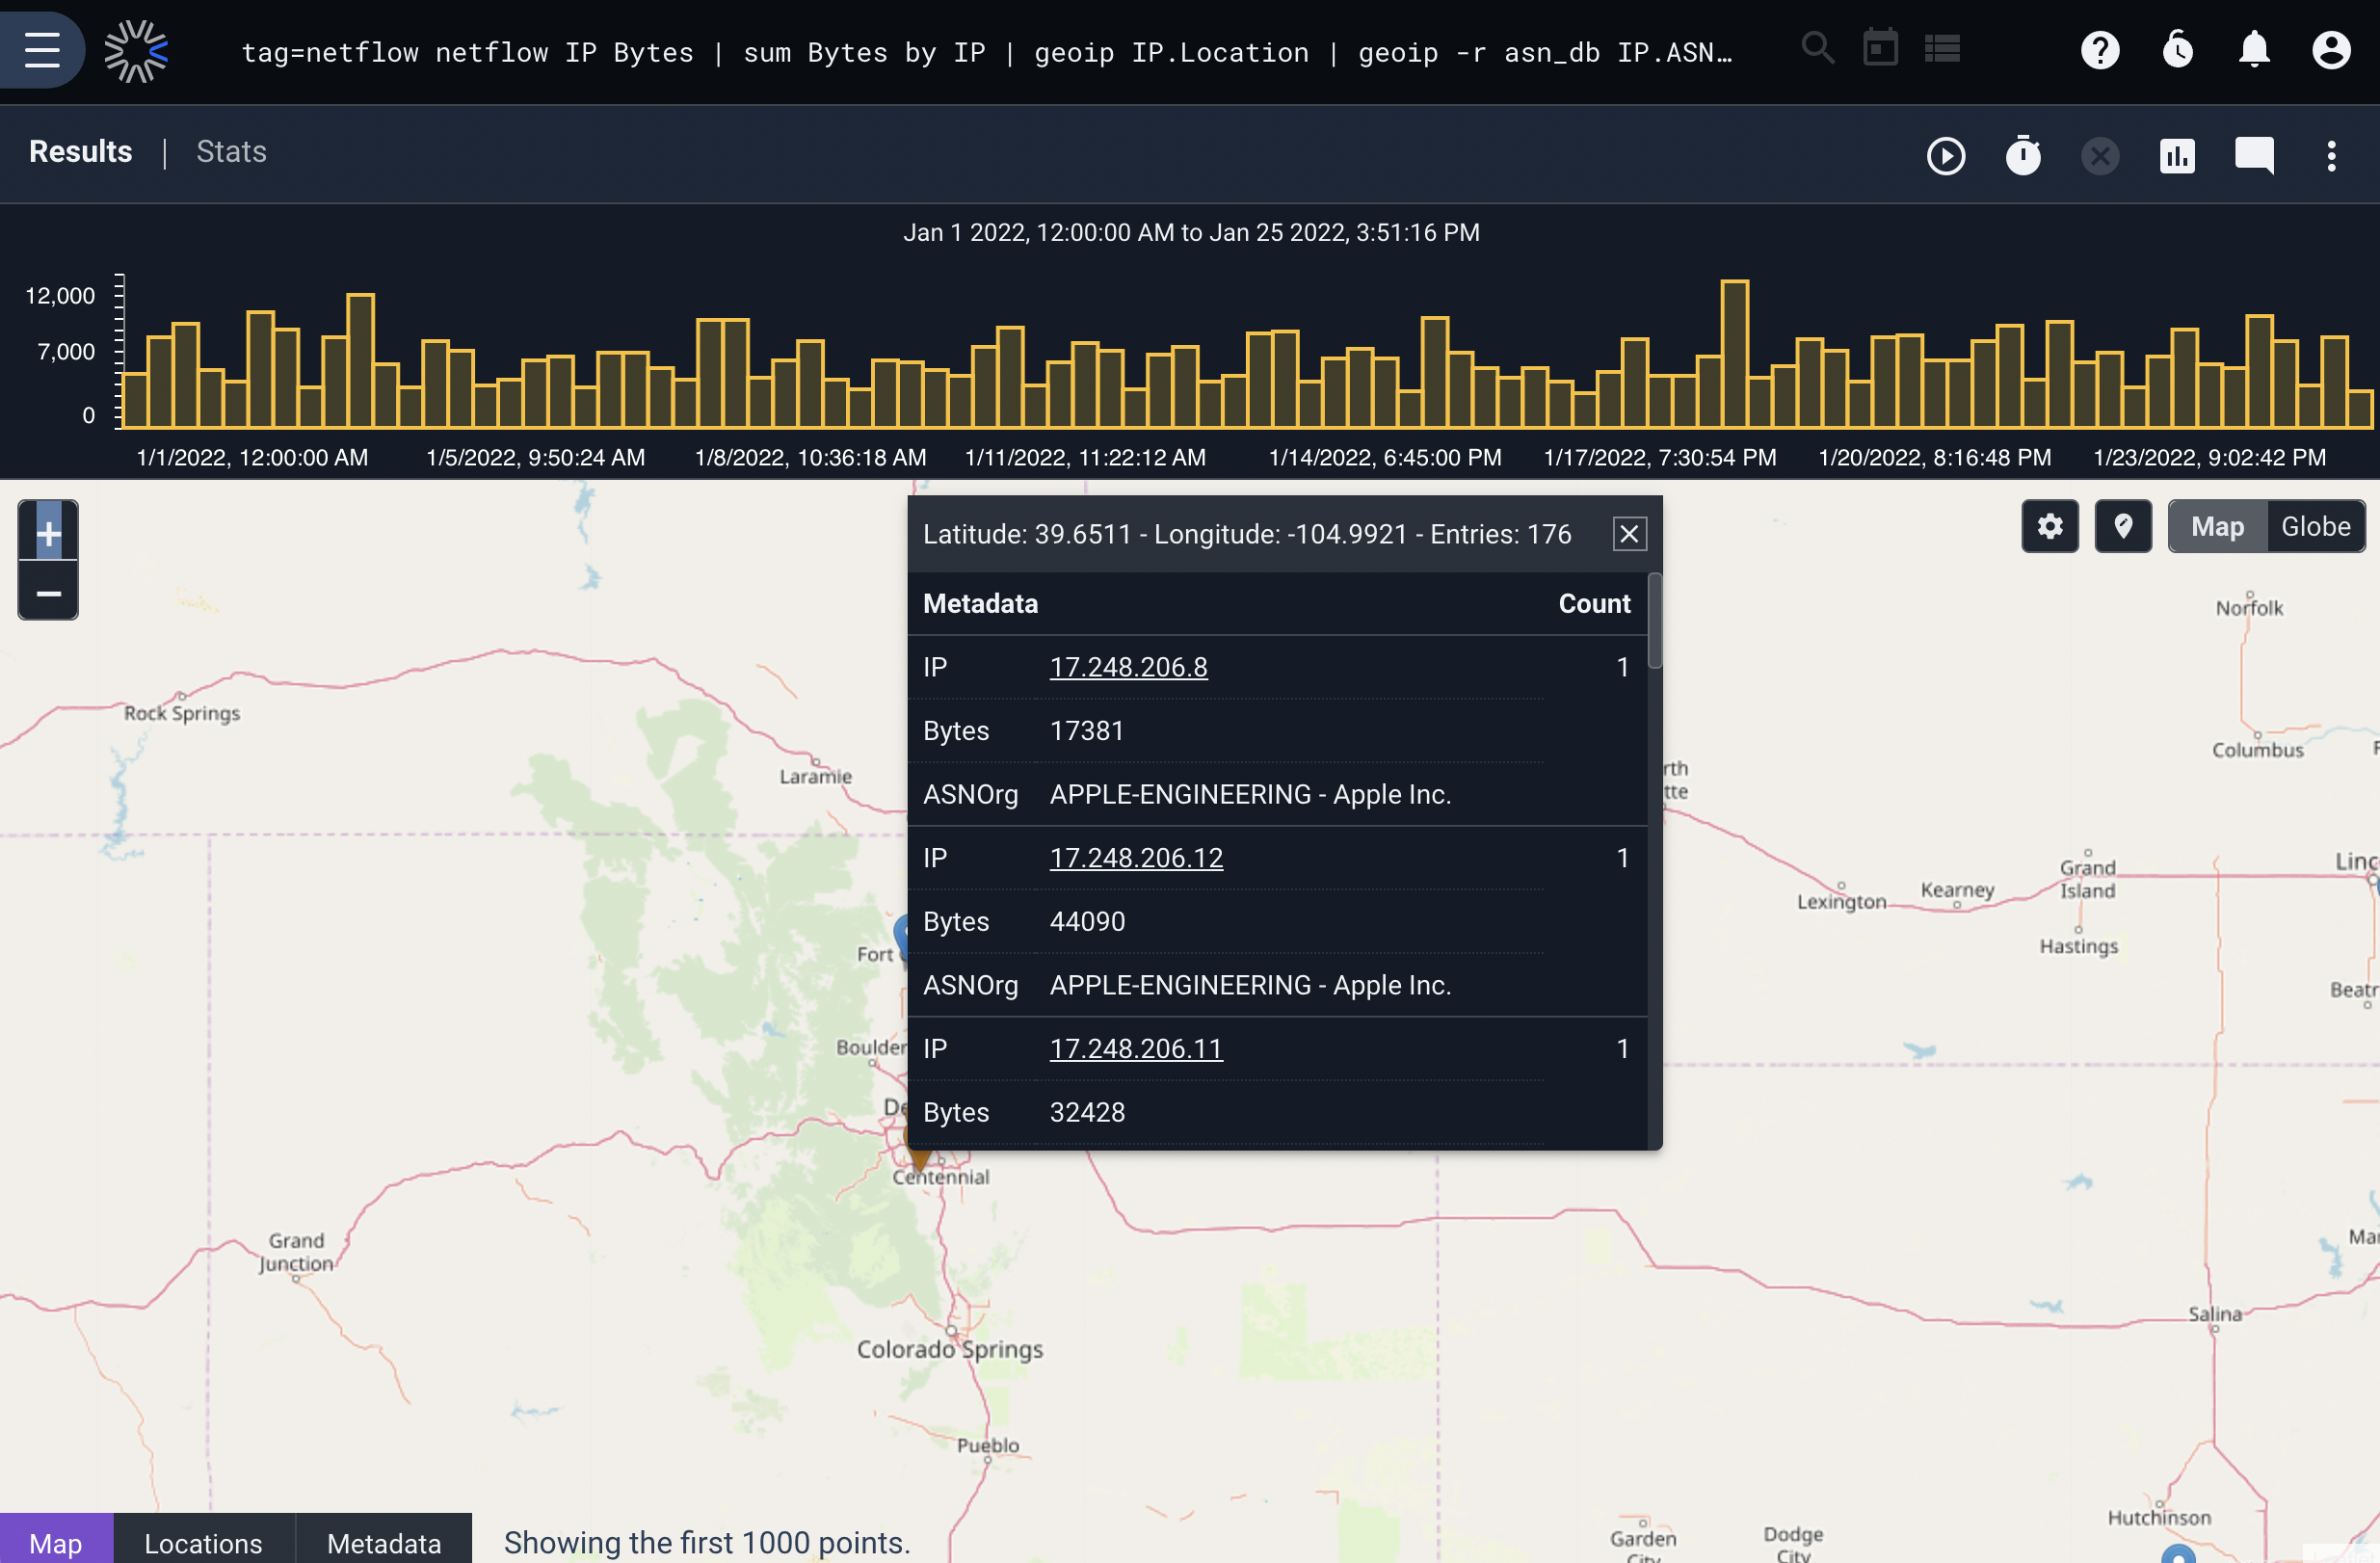 tag=netflow netflow IP Bytes | sum Bytes by IP | geoip IP.Location | geoip -r asn_db IP.ASN…
Results | Stats
Jan 1 2022, 12:00:00 AM to Jan 25 2022, 3:51:16 PM
12,000
7,000
0
1/1/2022, 12:00:00 AM 1/5/2022, 9:50:24 AM 1/8/2022, 10:36:18 AM 1/11/2022, 11:22:12 AM 1/14/2022, 6:45:00 PM 1/17/2022, 7:30:54 PM 1/20/2022, 8:16:48 PM 1/23/2022, 9:02:42 PM
+
−
Latitude: 39.6511 - Longitude: -104.9921 - Entries: 176
Map Globe
Metadata Count
IP 17.248.206.8 1
Bytes 17381
ASNOrg APPLE-ENGINEERING - Apple Inc.
IP 17.248.206.12 1
Bytes 44090
ASNOrg APPLE-ENGINEERING - Apple Inc.
IP 17.248.206.11 1
Bytes 32428
Norfolk
Rock Springs
Columbus
Laramie
rth
tte
Grand
Island
Linc
Lexington
Kearney
Hastings
Fort
Beatr
Boulder
De
Centennial
Grand
Junction
Mar
Salina
Colorado Springs
Pueblo
Hutchinson
Garden
City
Dodge
City
Map Locations Metadata Showing the first 1000 points.